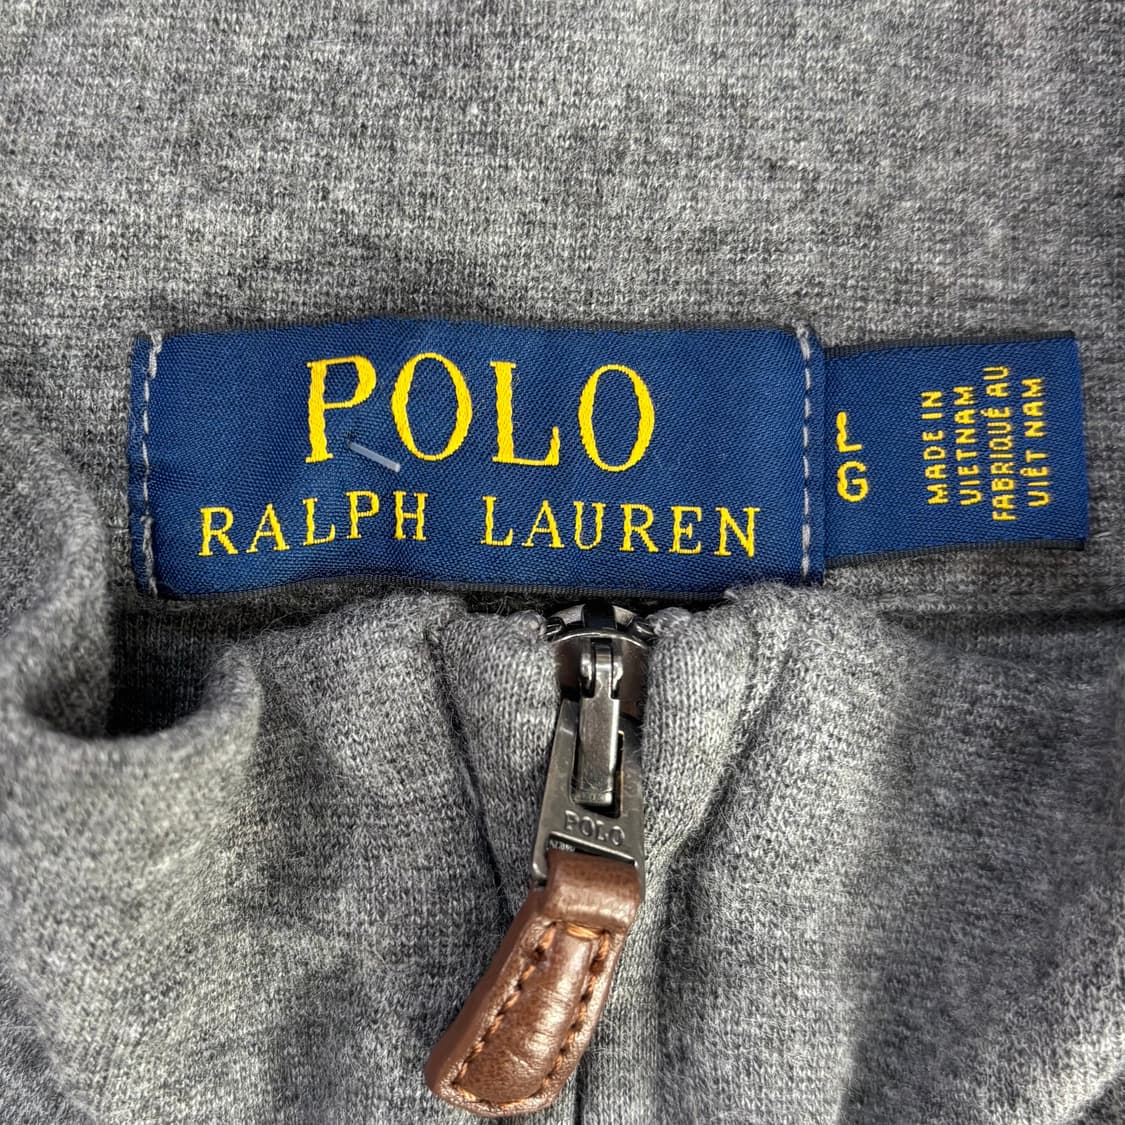 POLO
RALPH LAUREN
L
G
MADE IN
VIETNAM
FABRIQUÉ AU
VIÊT NAM
POLO